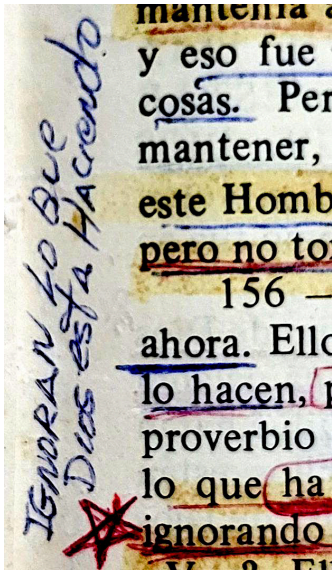 IGNORAN LO QUE
Dios esta Haciendo
mantenía
y eso fue
cosas. Per
mantener,
este Homb
pero no to
156 —
ahora. Ello
lo hacen, p
proverbio
lo que ha
ignorando